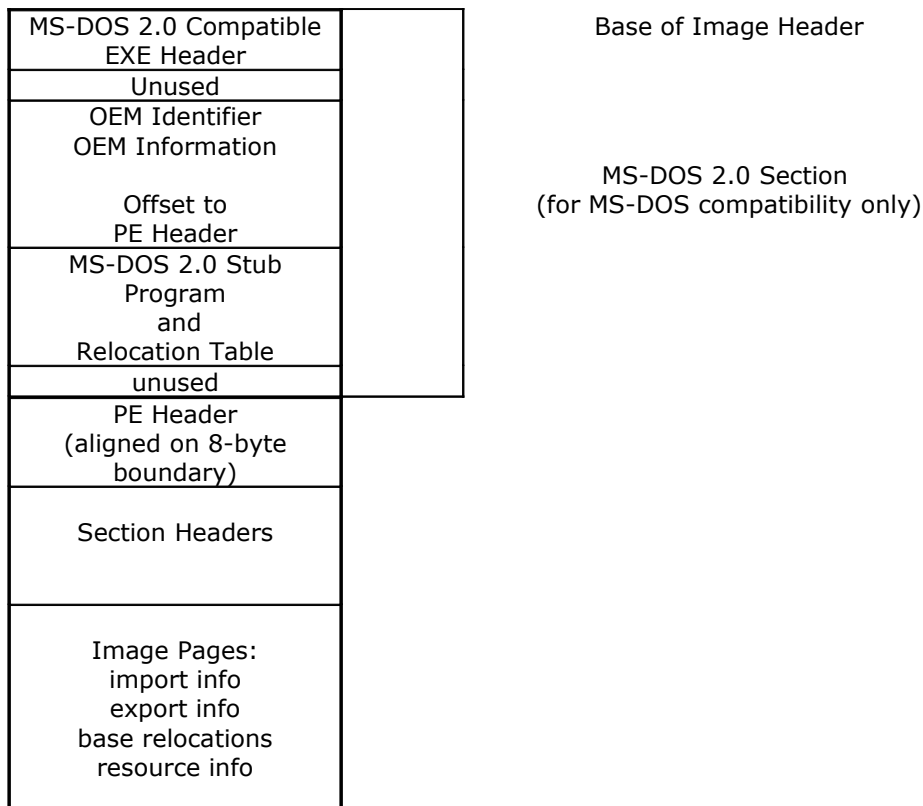 MS-DOS 2.0 Compatible
EXE Header
Base of Image Header
Unused
OEM Identifier
OEM Information
Offset to
PE Header
MS-DOS 2.0 Section
(for MS-DOS compatibility only)
MS-DOS 2.0 Stub
Program
and
Relocation Table
unused
PE Header
(aligned on 8-byte
boundary)
Section Headers
Image Pages:
import info
export info
base relocations
resource info